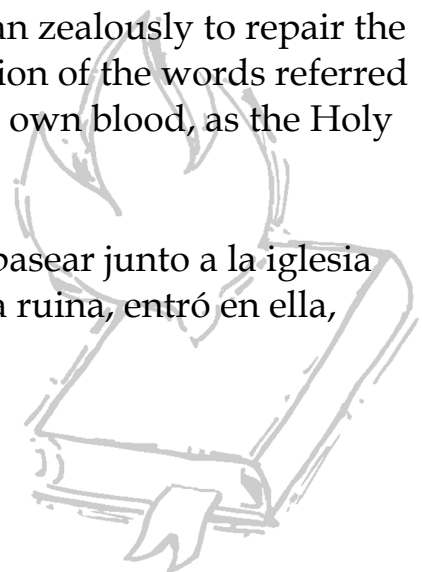 an zealously to repair the
ion of the words referred
own blood, as the Holy
pasear junto a la iglesia
a ruina, entró en ella,